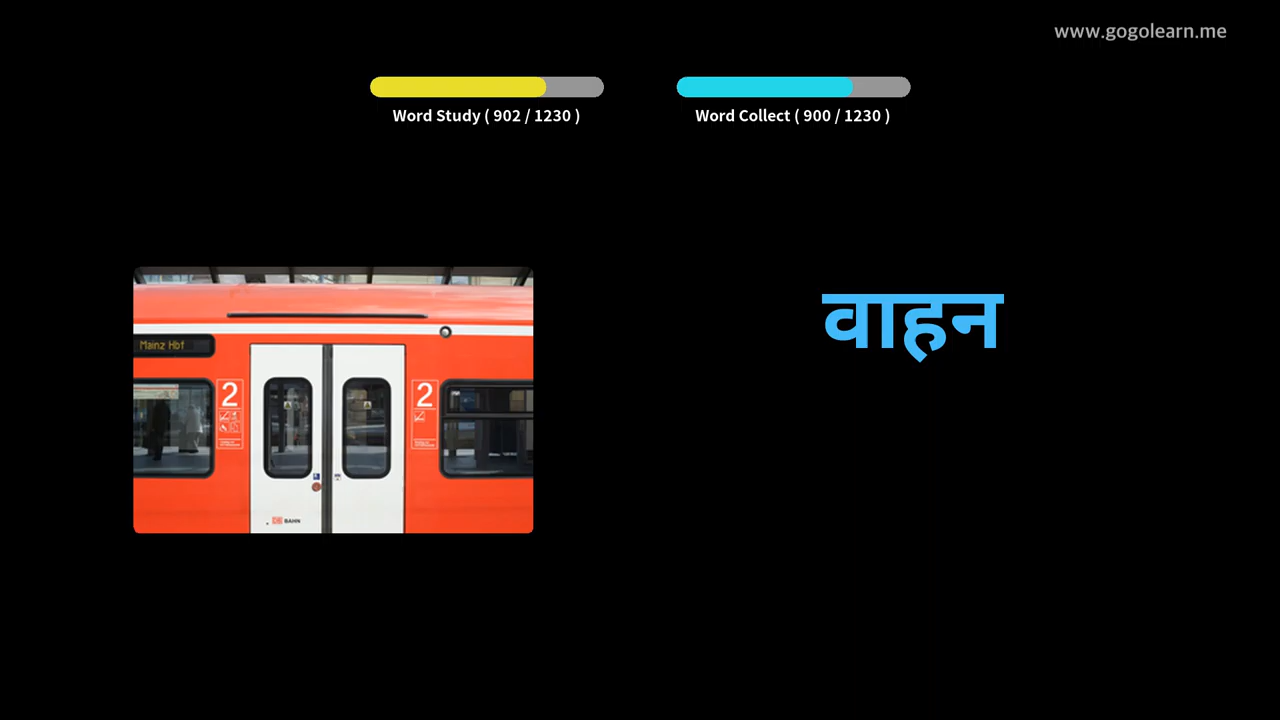 www.gogolearn.me
Word Study ( 902 / 1230 )
Word Collect ( 900 / 1230 )
वाहन
Mainz Hbf
2
2
DB BAHN